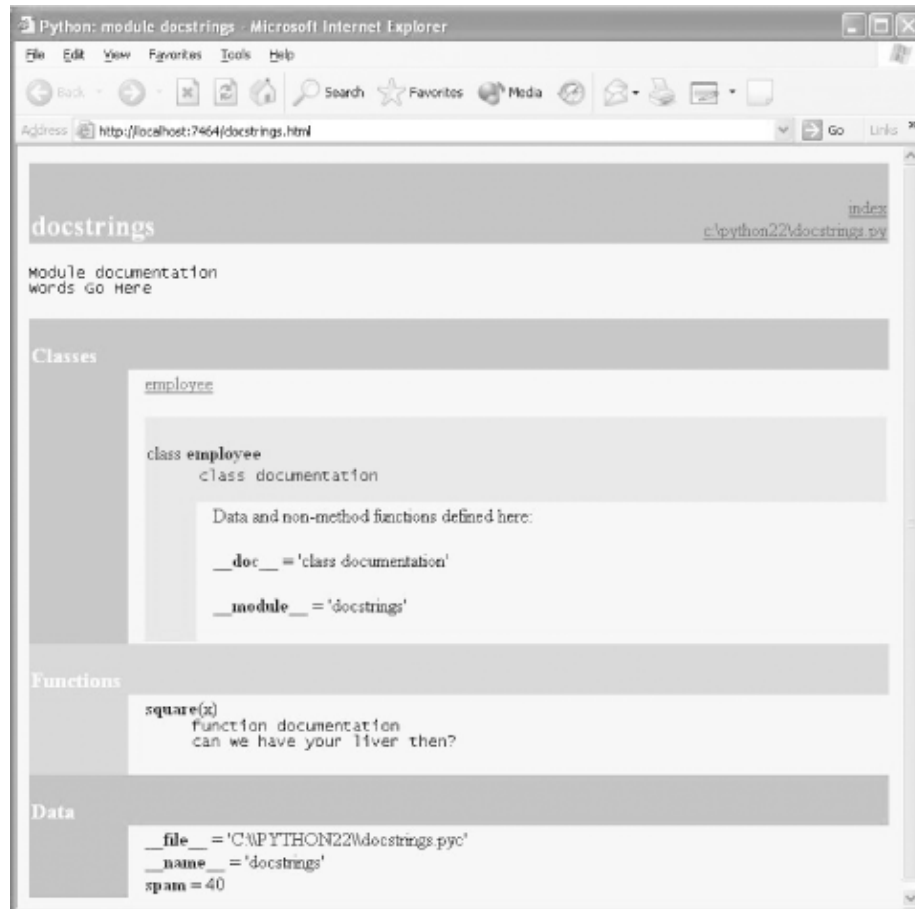 Python: module docstrings - Microsoft Internet Explorer
File Edit View Favorites Tools Help
Back Search Favorites Media
Address http://localhost:7464/docstrings.html Go Links »
index
docstrings c:\python22\docstrings.py
Module documentation
Words Go Here
Classes
employee
class employee
class documentation
Data and non-method functions defined here:
__doc__ = 'class documentation'
__module__ = 'docstrings'
Functions
square(x)
function documentation
can we have your liver then?
Data
__file__ = 'C:\\PYTHON22\\docstrings.pyc'
__name__ = 'docstrings'
spam = 40